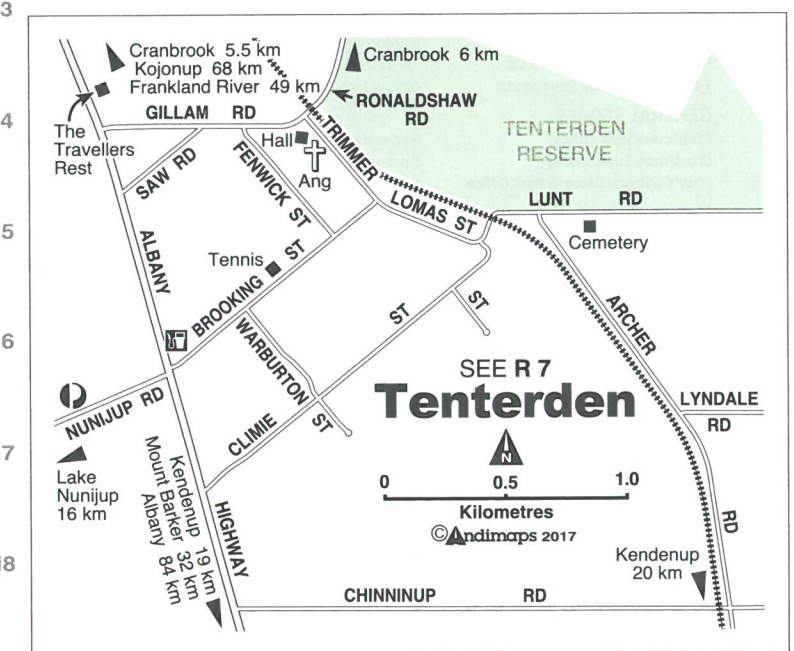 3
4
5
6
7
8
Cranbrook 5.5 km
Kojonup 68 km
Frankland River 49 km
Cranbrook 6 km
RONALDSHAW
RD
GILLAM RD
The
Travellers
Rest
Hall
Ang
TRIMMER
TENTERDEN
RESERVE
SAW RD
FENWICK ST
LOMAS ST
LUNT RD
Cemetery
ALBANY
Tennis
BROOKING ST
ST
ST
ARCHER
WARBURTON
ST
SEE R 7
Tenterden
LYNDALE
RD
NUNIJUP RD
CLIMIE
N
Lake
Nunijup
16 km
0 0.5 1.0
Kilometres
© Andimaps 2017
Kendenup 19 km
Mount Barker 32 km
Albany 84 km
HIGHWAY
RD
Kendenup
20 km
CHINNINUP RD